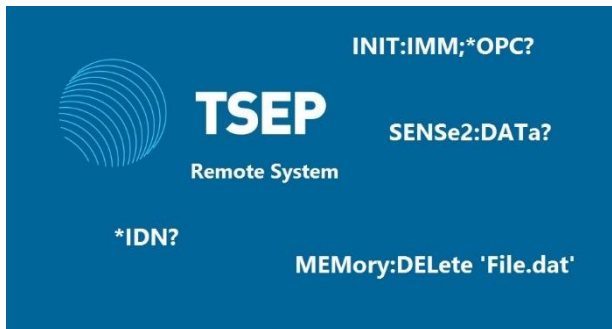 INIT:IMM;*OPC?
TSEP
SENSe2:DATa?
Remote System
*IDN?
MEMory:DELete 'File.dat'